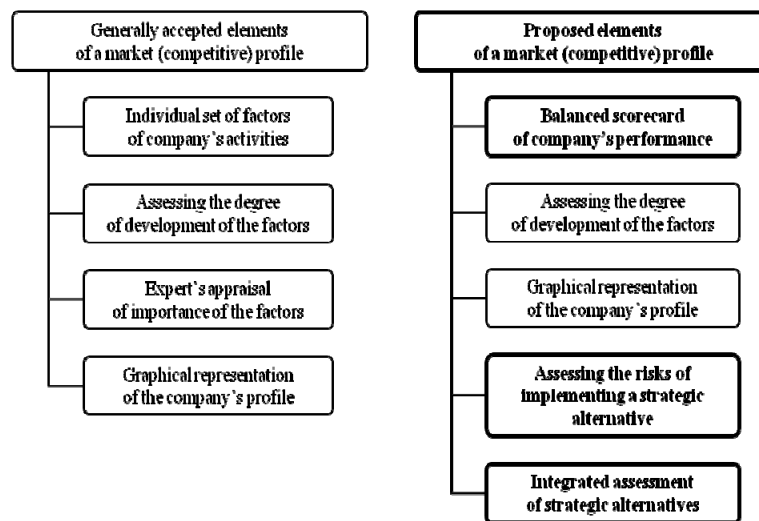 Generally accepted elements
of a market (competitive) profile
Individual set of factors
of company's activities
Assessing the degree
of development of the factors
Expert's appraisal
of importance of the factors
Graphical representation
of the company's profile
Proposed elements
of a market (competitive) profile
Balanced scorecard
of company's performance
Assessing the degree
of development of the factors
Graphical representation
of the company's profile
Assessing the risks of
implementing a strategic
alternative
Integrated assessment
of strategic alternatives